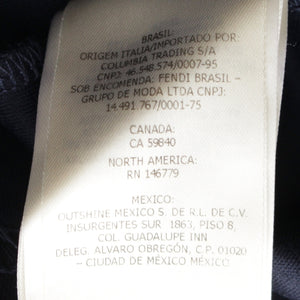 BRASIL:
ORIGEM ITALIA/IMPORTADO POR:
COLUMBIA TRADING S/A
CNPJ: 46.548.574/0007-95
SOB ENCOMENDA: FENDI BRASIL -
GRUPO DE MODA LTDA CNPJ:
14.491.767/0001-75
CANADA:
CA 59840
NORTH AMERICA:
RN 146779
MEXICO:
OUTSHINE MEXICO S. DE R.L. DE C.V.
INSURGENTES SUR 1863, PISO 8,
COL. GUADALUPE INN
DELEG. ALVARO OBREGÓN, C.P. 01020
- CIUDAD DE MÉXICO MÉXICO